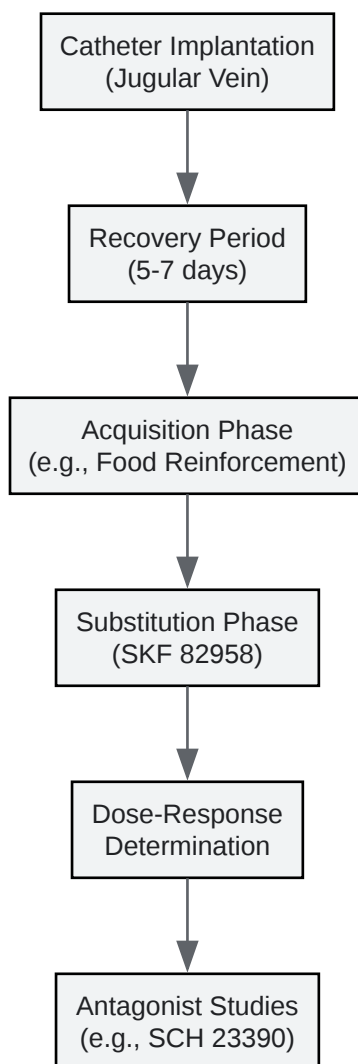 Catheter Implantation
(Jugular Vein)
Recovery Period
(5-7 days)
Acquisition Phase
(e.g., Food Reinforcement)
Substitution Phase
(SKF 82958)
Dose-Response
Determination
Antagonist Studies
(e.g., SCH 23390)